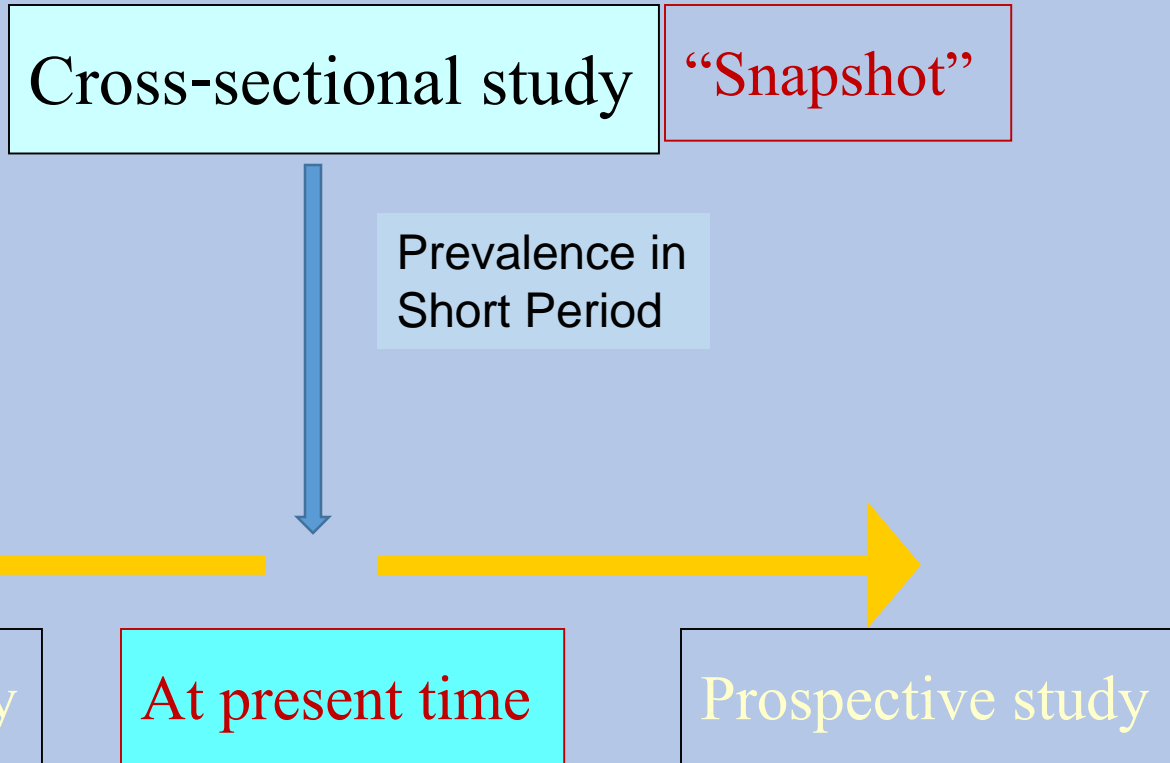 Cross-sectional study
“Snapshot”
Prevalence in
Short Period
y
At present time
Prospective study